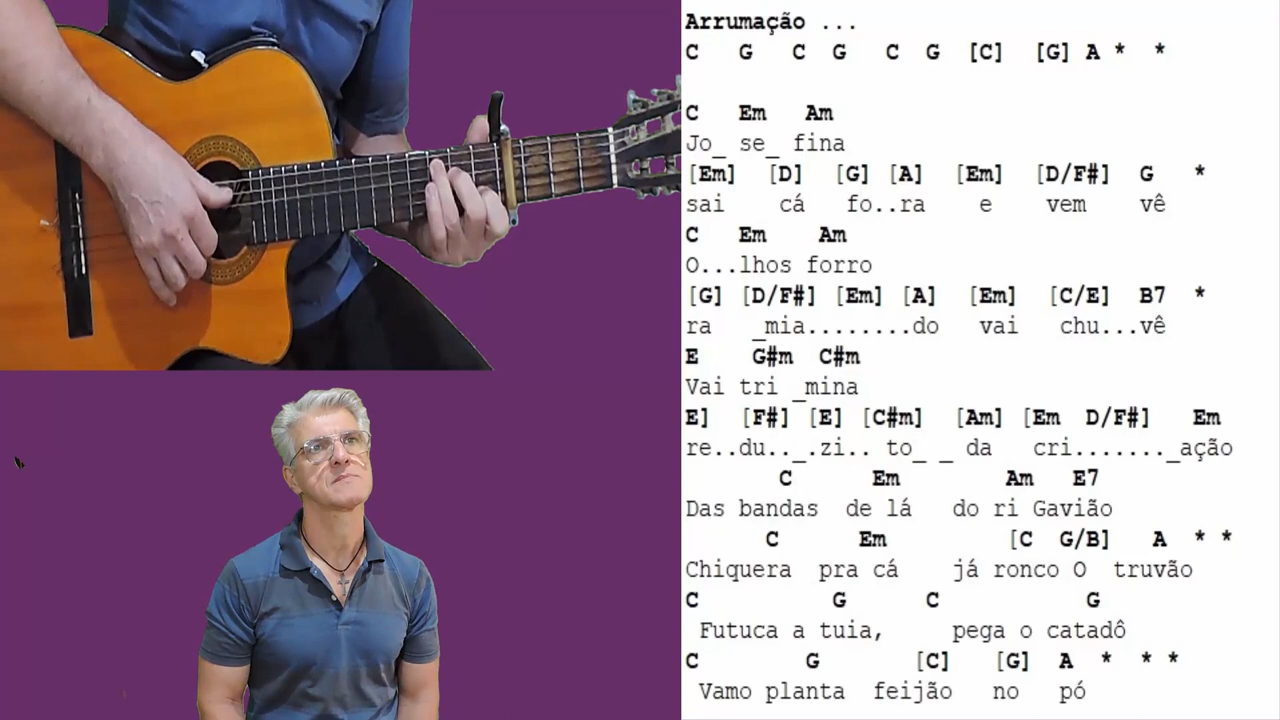 Arrumação ...
C G C G C G [C] [G] A * *
C Em Am
Jo_ se_ fina
[Em] [D] [G] [A] [Em] [D/F#] G *
sai cá fo..ra e vem vê
C Em Am
O...lhos forro
[G] [D/F#] [Em] [A] [Em] [C/E] B7 *
ra _mia........do vai chu...vê
E G#m C#m
Vai tri _mina
E] [F#] [E] [C#m] [Am] [Em D/F#] Em
re..du.._.zi.. to_ _ da cri......._ação
C Em Am E7
Das bandas de lá do ri Gavião
C Em [C G/B] A * *
Chiquera pra cá já ronco O truvão
C G C G
Futuca a tuia, pega o catadô
C G [C] [G] A * * *
Vamo planta feijão no pó